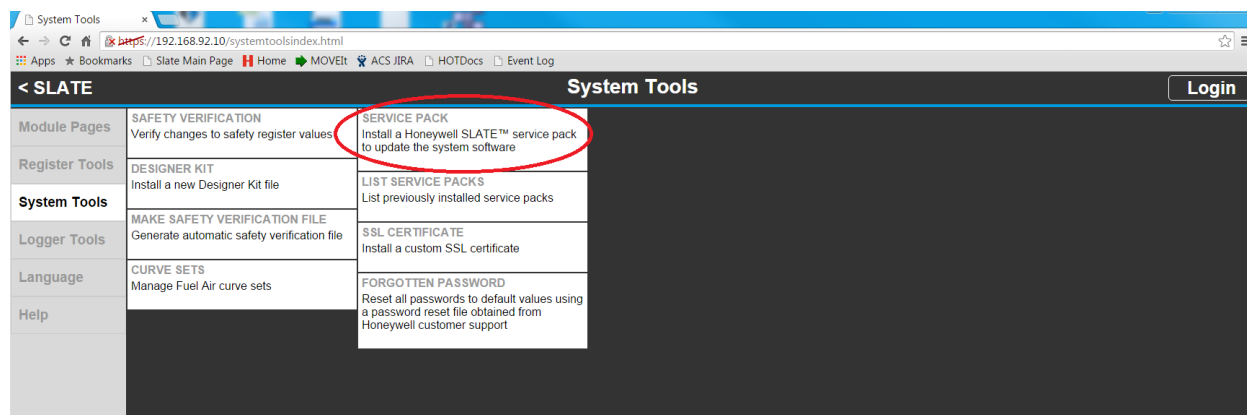 System Tools
https://192.168.92.10/systemtoolsindex.html
Apps Bookmarks Slate Main Page Home MOVEIt ACS JIRA HOTDocs Event Log
< SLATE System Tools Login
Module Pages
Register Tools
System Tools
Logger Tools
Language
Help
SAFETY VERIFICATION
Verify changes to safety register values
DESIGNER KIT
Install a new Designer Kit file
MAKE SAFETY VERIFICATION FILE
Generate automatic safety verification file
CURVE SETS
Manage Fuel Air curve sets
SERVICE PACK
Install a Honeywell SLATE™ service pack
to update the system software
LIST SERVICE PACKS
List previously installed service packs
SSL CERTIFICATE
Install a custom SSL certificate
FORGOTTEN PASSWORD
Reset all passwords to default values using
a password reset file obtained from
Honeywell customer support